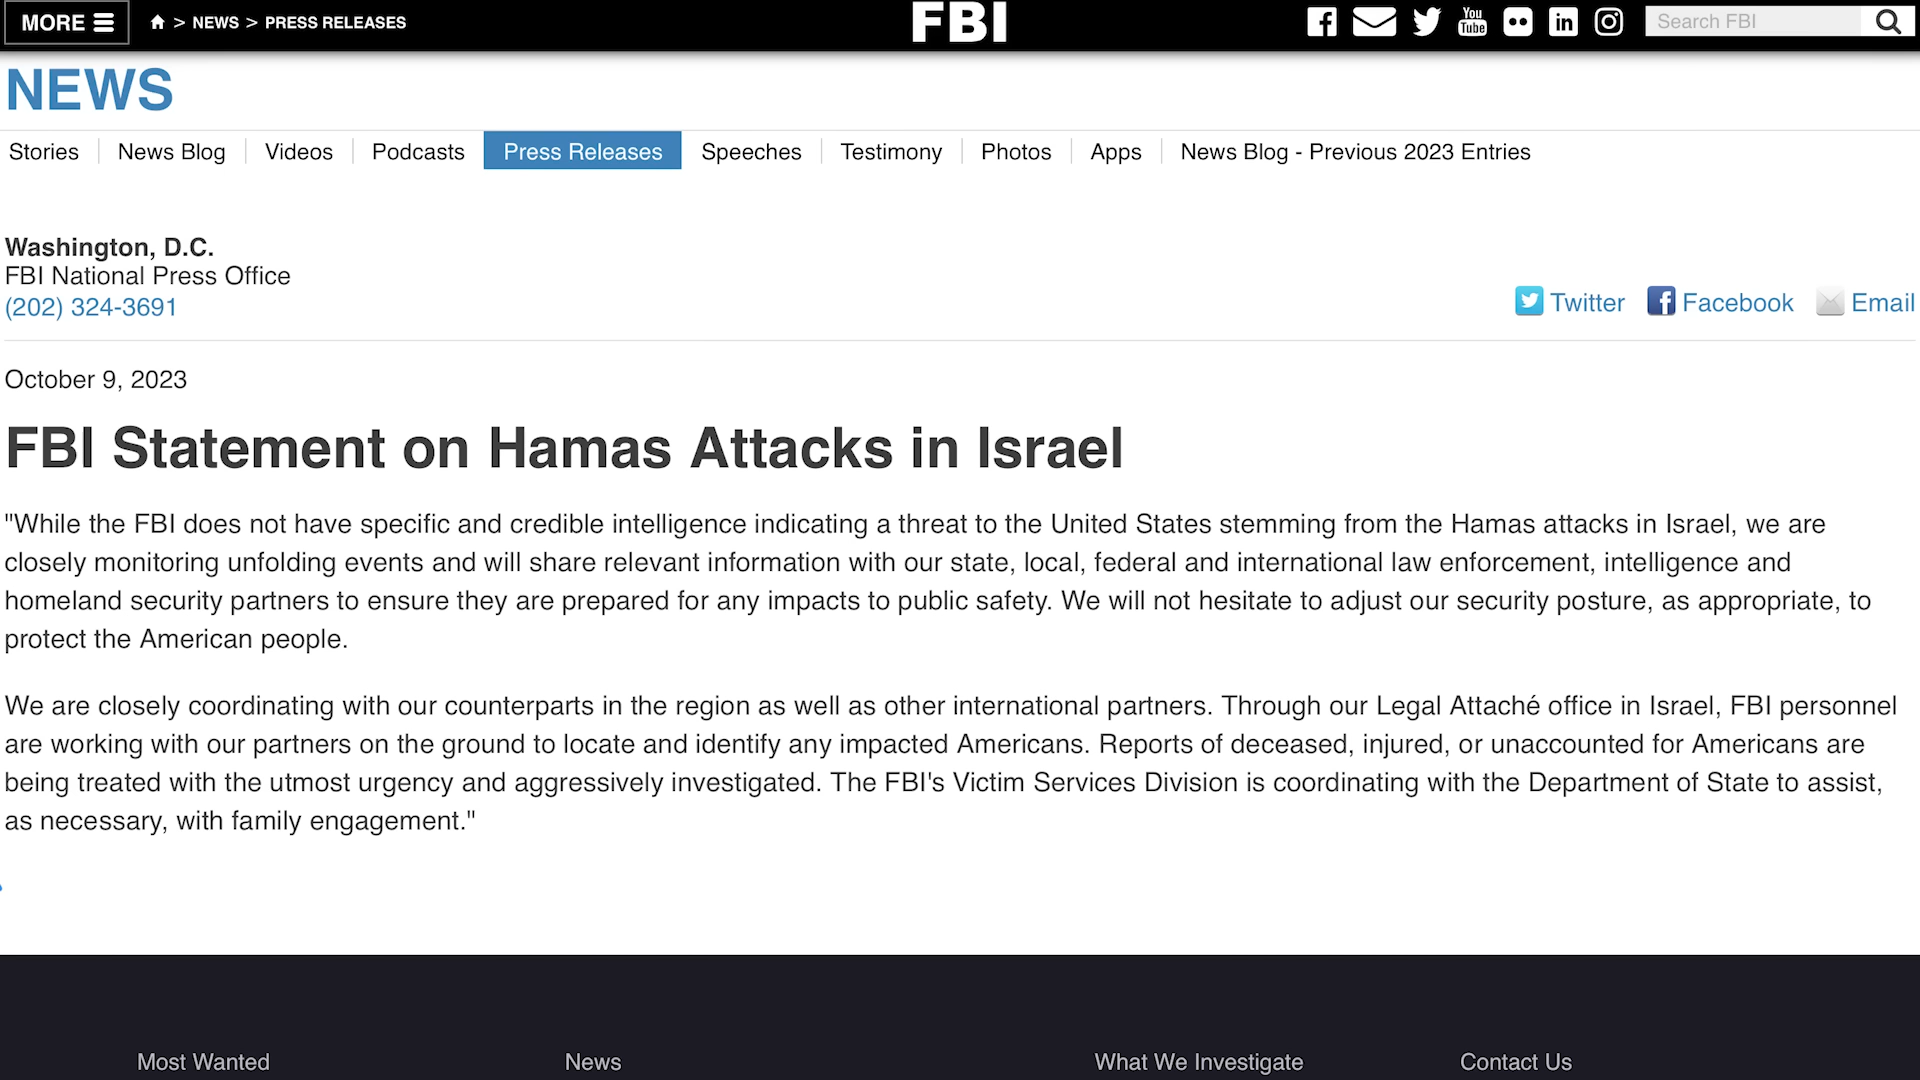 MORE
> NEWS > PRESS RELEASES
FBI
You Tube
in
Search FBI
NEWS
Stories
News Blog
Videos
Podcasts
Press Releases
Speeches
Testimony
Photos
Apps
News Blog - Previous 2023 Entries
Washington, D.C.
FBI National Press Office
(202) 324-3691
Twitter
Facebook
Email
October 9, 2023
FBI Statement on Hamas Attacks in Israel
"While the FBI does not have specific and credible intelligence indicating a threat to the United States stemming from the Hamas attacks in Israel, we are
closely monitoring unfolding events and will share relevant information with our state, local, federal and international law enforcement, intelligence and
homeland security partners to ensure they are prepared for any impacts to public safety. We will not hesitate to adjust our security posture, as appropriate, to
protect the American people.
We are closely coordinating with our counterparts in the region as well as other international partners. Through our Legal Attaché office in Israel, FBI personnel
are working with our partners on the ground to locate and identify any impacted Americans. Reports of deceased, injured, or unaccounted for Americans are
being treated with the utmost urgency and aggressively investigated. The FBI's Victim Services Division is coordinating with the Department of State to assist,
as necessary, with family engagement."
Most Wanted
News
What We Investigate
Contact Us